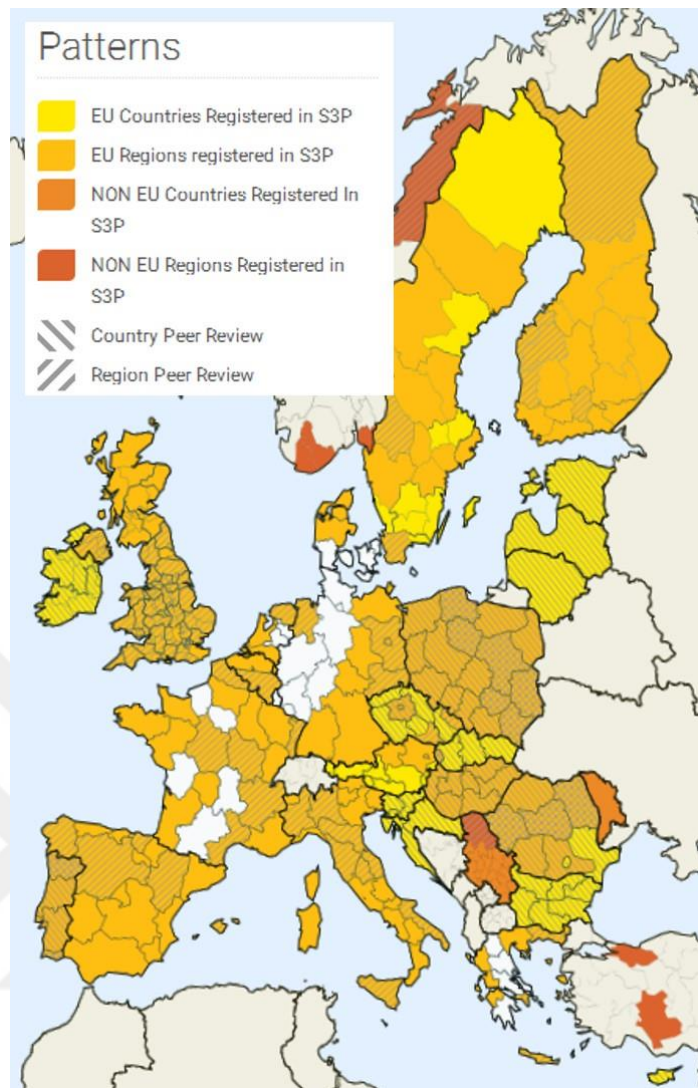 Patterns
EU Countries Registered in S3P
EU Regions registered in S3P
NON EU Countries Registered In
S3P
NON EU Regions Registered in
S3P
Country Peer Review
Region Peer Review